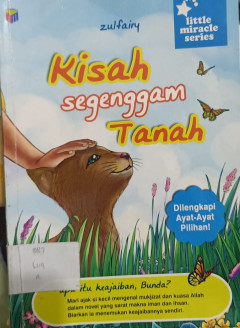 zulfairy
little
miracle
series
Kisah
segenggam
Tanah
Dilengkapi
Ayat-Ayat
Pilihan!
apa itu keajaiban, Bunda?
Mari ajak si kecil mengenal mukjizat dan kuasa Allah
dalam novel yang sarat makna iman dan ihsan.
Biarkan ia menemukan keajaibannya sendiri.